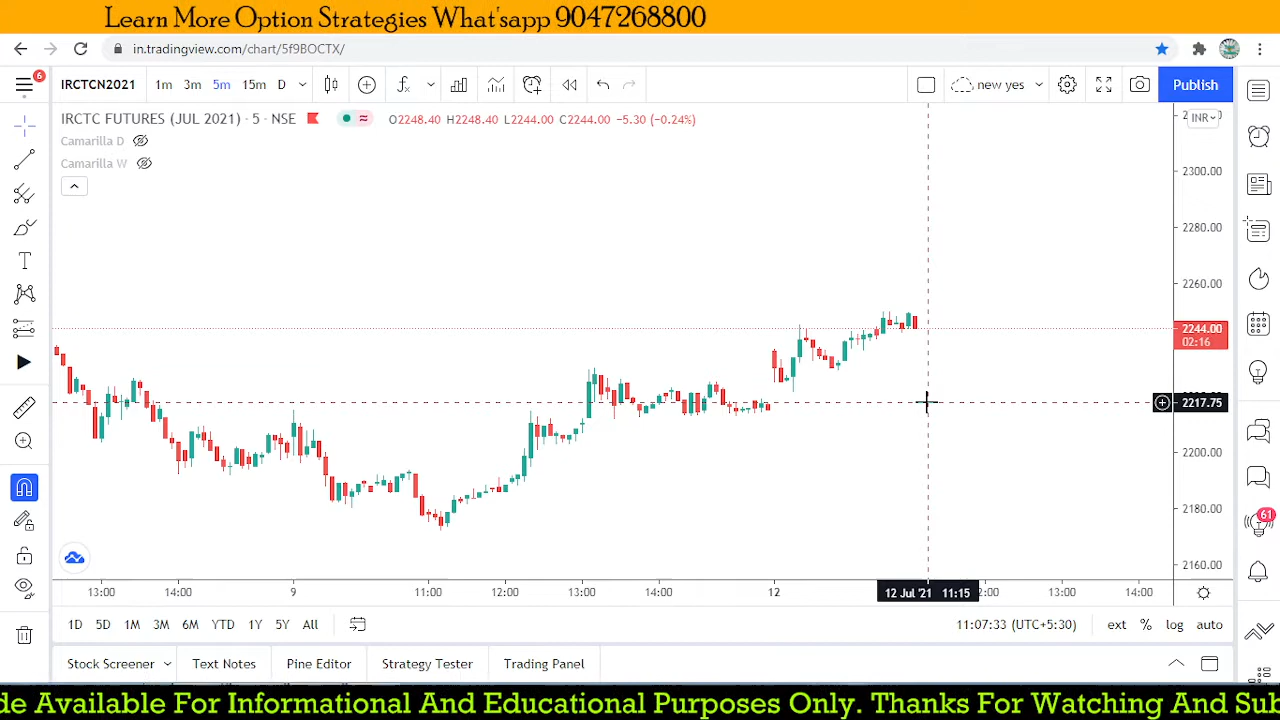 Learn More Option Strategies What'sapp 9047268800
in.tradingview.com/chart/5f9BOCTX/
6
IRCTCN2021 1m 3m 5m 15m D new yes Publish
IRCTC FUTURES (JUL 2021) · 5 · NSE O2248.40 H2248.40 L2244.00 C2244.00 −5.30 (−0.24%)
INR
Camarilla D
Camarilla W
2300.00
2280.00
2260.00
2244.00
02:16
2217.75
2200.00
2180.00
2160.00
61
13:00 14:00 9 11:00 12:00 13:00 14:00 12 12 Jul '21 11:15 2:00 13:00 14:00
1D 5D 1M 3M 6M YTD 1Y 5Y All 11:07:33 (UTC+5:30) ext % log auto
Stock Screener Text Notes Pine Editor Strategy Tester Trading Panel
de Available For Informational And Educational Purposes Only. Thanks For Watching And Sub